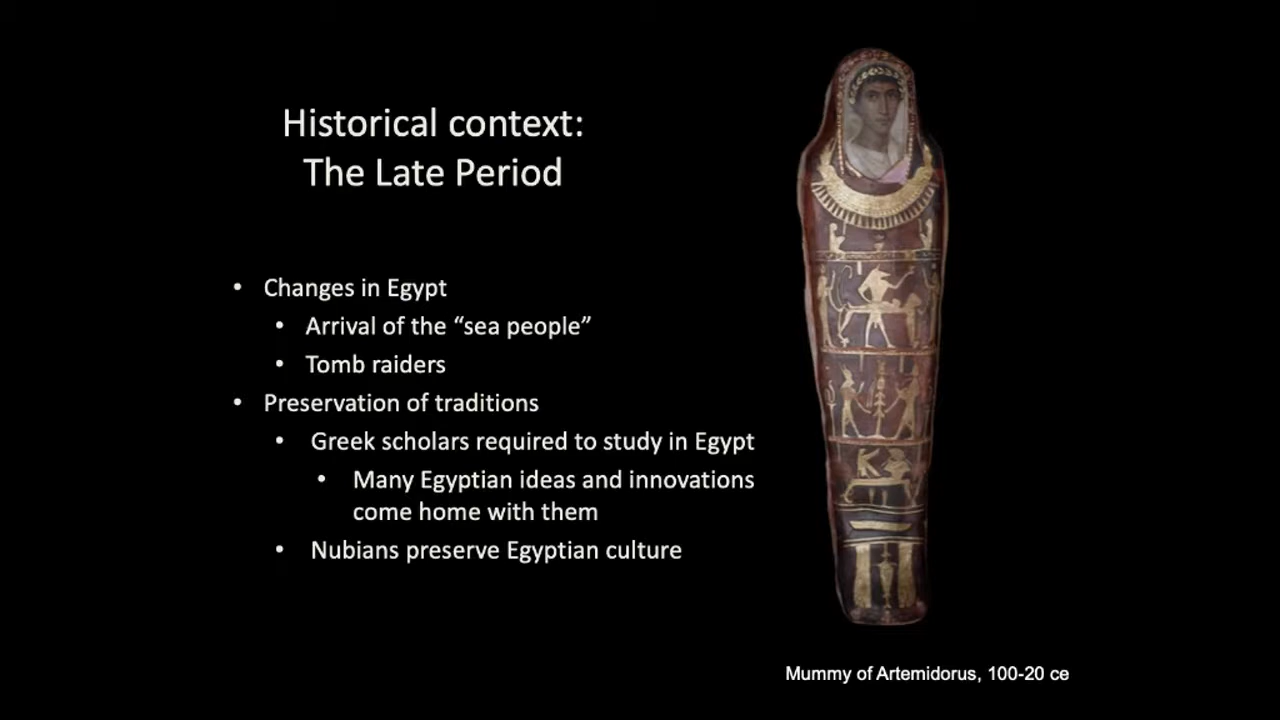 Historical context:
The Late Period
• Changes in Egypt
• Arrival of the “sea people”
• Tomb raiders
• Preservation of traditions
• Greek scholars required to study in Egypt
• Many Egyptian ideas and innovations
come home with them
• Nubians preserve Egyptian culture
Mummy of Artemidorus, 100-20 ce